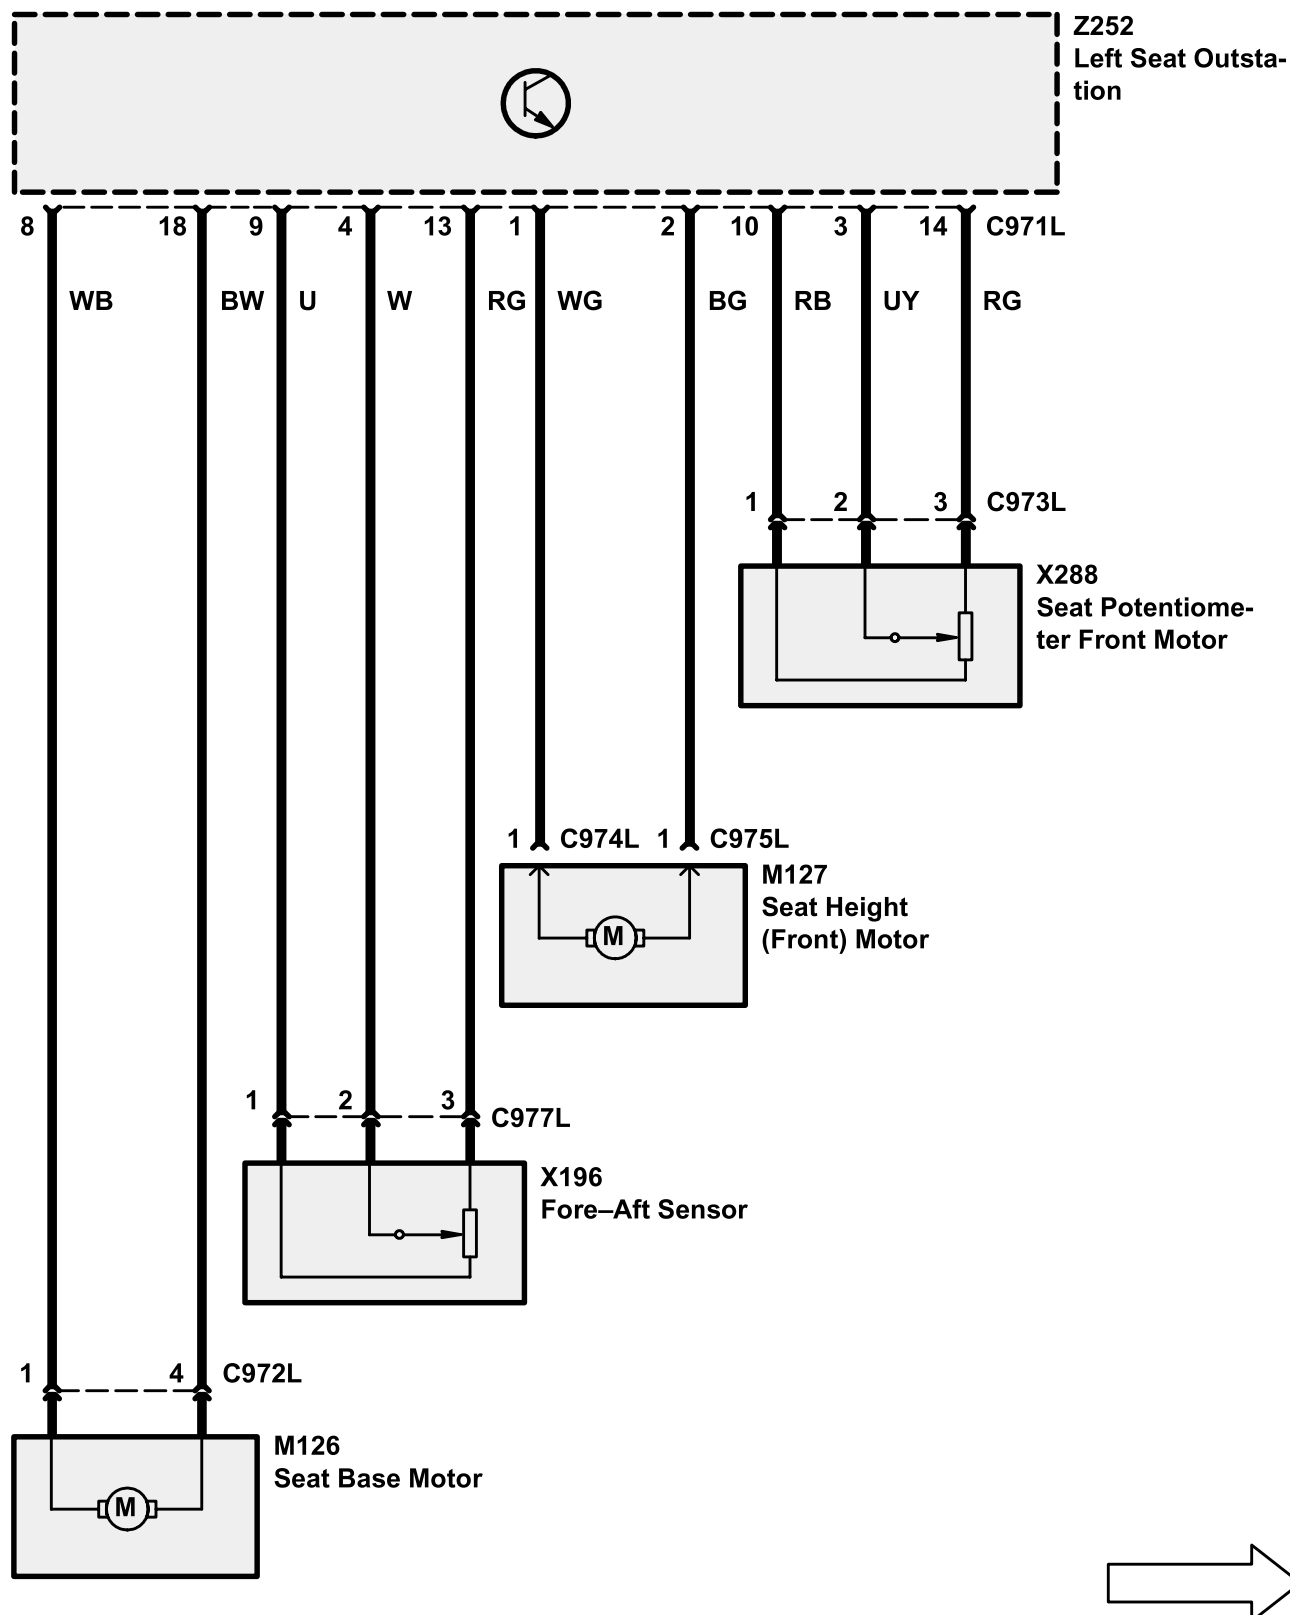 Z252
Left Seat Outsta-
tion
8 18 9 4 13 1 2 10 3 14 C971L
WB BW U W RG WG BG RB UY RG
1 2 3 C973L
X288
Seat Potentiome-
ter Front Motor
1 C974L 1 C975L
M127
Seat Height
(Front) Motor
M
1 2 3 C977L
X196
Fore–Aft Sensor
1 4 C972L
M126
Seat Base Motor
M